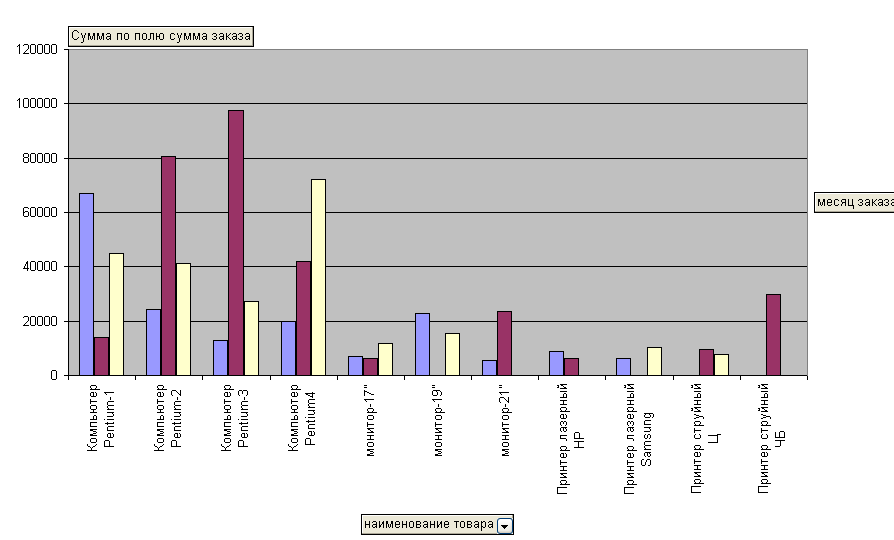 Сумма по полю сумма заказа
120000
100000
80000
60000
40000
20000
0
месяц заказа
Компьютер
Pentium-1
Компьютер
Pentium-2
Компьютер
Pentium-3
Компьютер
Pentium4
монитор-17"
монитор-19"
монитор-21"
Принтер лазерный
HP
Принтер лазерный
Samsung
Принтер струйный
Ц
Принтер струйный
ЧБ
наименование товара